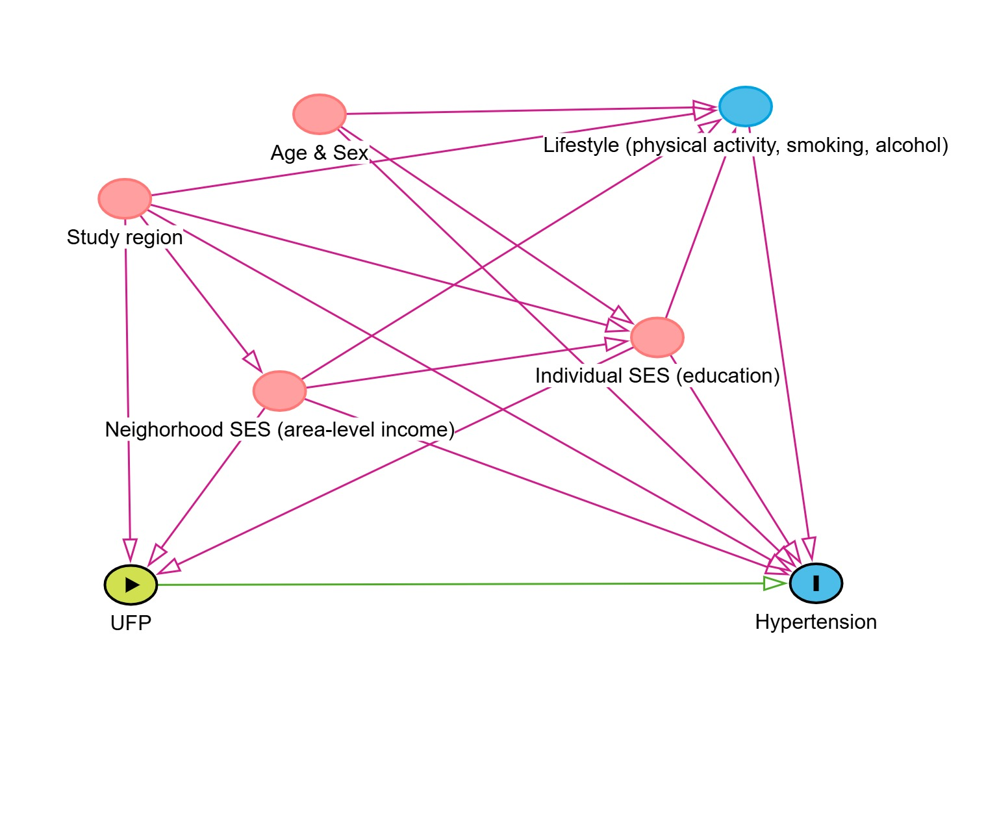 Lifestyle (physical activity, smoking, alcohol)
Age & Sex
Study region
Individual SES (education)
Neighorhood SES (area-level income)
UFP
Hypertension